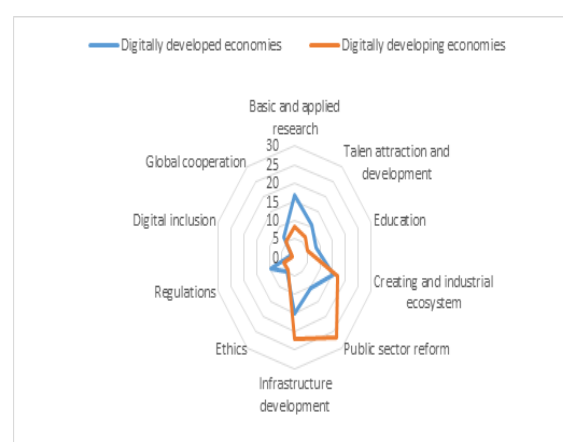 Digitally developed economies
Digitally developing economies
Basic and applied
research
Talen attraction and
development
Education
Creating and industrial
ecosystem
Public sector reform
Infrastructure
development
Ethics
Regulations
Digital inclusion
Global cooperation
30
25
20
15
10
5
0